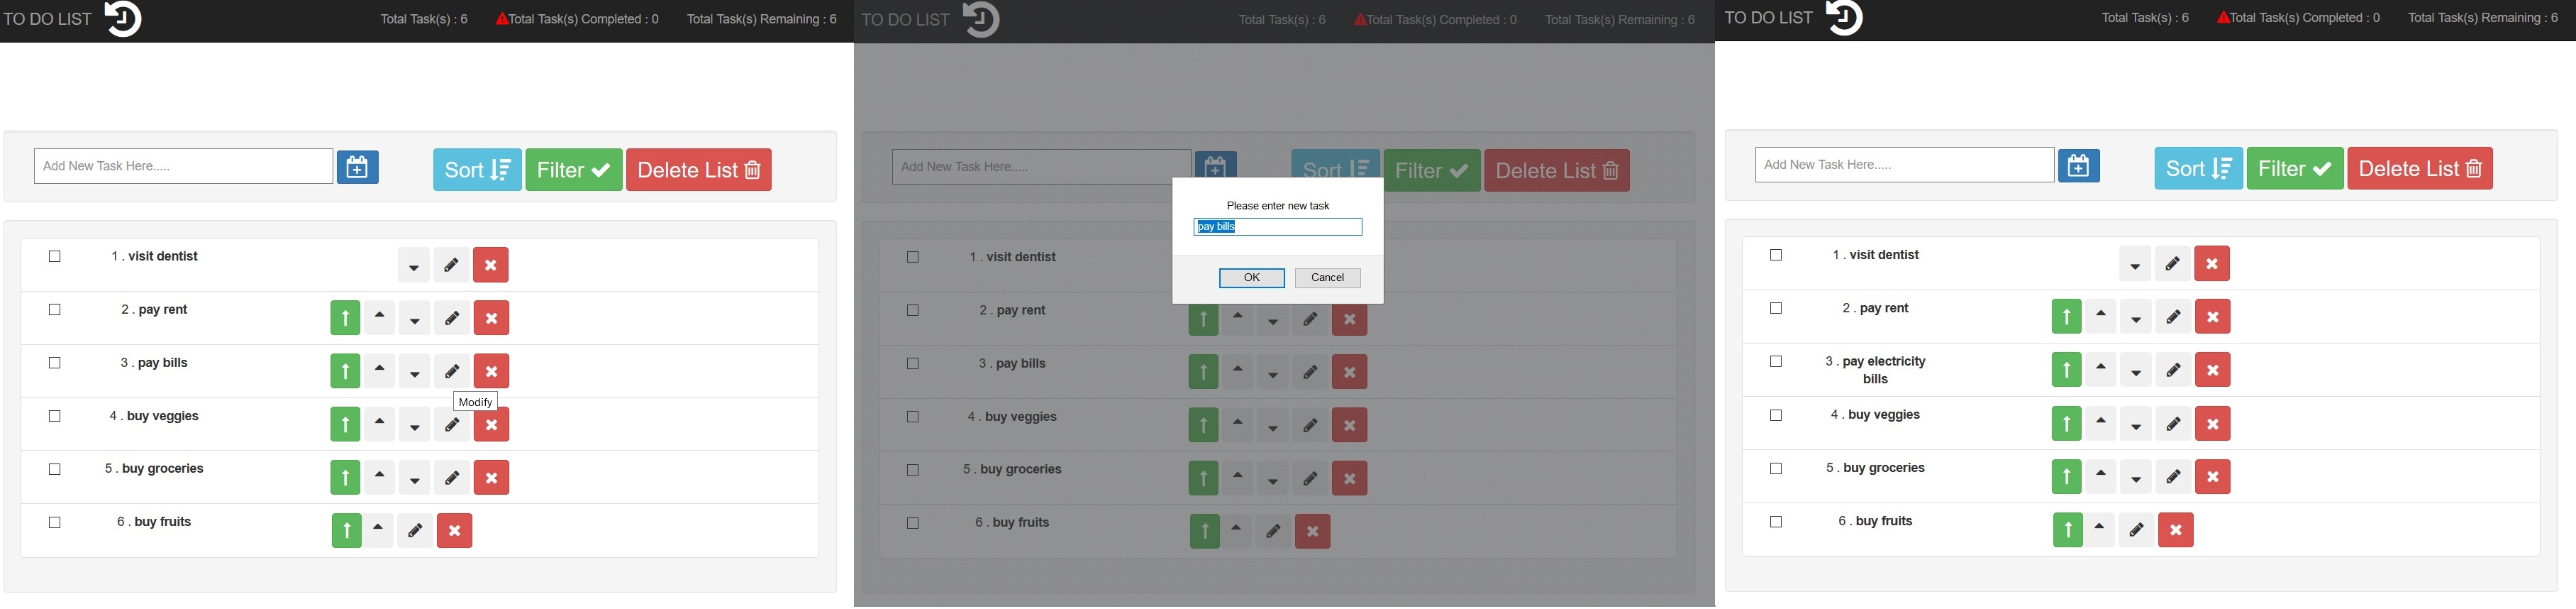 TO DO LIST
Total Task(s) : 6
Total Task(s) Completed : 0
Total Task(s) Remaining : 6
Add New Task Here.....
Sort
Filter
Delete List
1 . visit dentist
2 . pay rent
3 . pay bills
Modify
4 . buy veggies
5 . buy groceries
6 . buy fruits
TO DO LIST
Total Task(s) : 6
Total Task(s) Completed : 0
Total Task(s) Remaining : 6
Add New Task Here.....
Sort
Filter
Delete List
Please enter new task
pay bills
OK
Cancel
1 . visit dentist
2 . pay rent
3 . pay bills
4 . buy veggies
5 . buy groceries
6 . buy fruits
TO DO LIST
Total Task(s) : 6
Total Task(s) Completed : 0
Total Task(s) Remaining : 6
Add New Task Here.....
Sort
Filter
Delete List
1 . visit dentist
2 . pay rent
3 . pay electricity
bills
4 . buy veggies
5 . buy groceries
6 . buy fruits